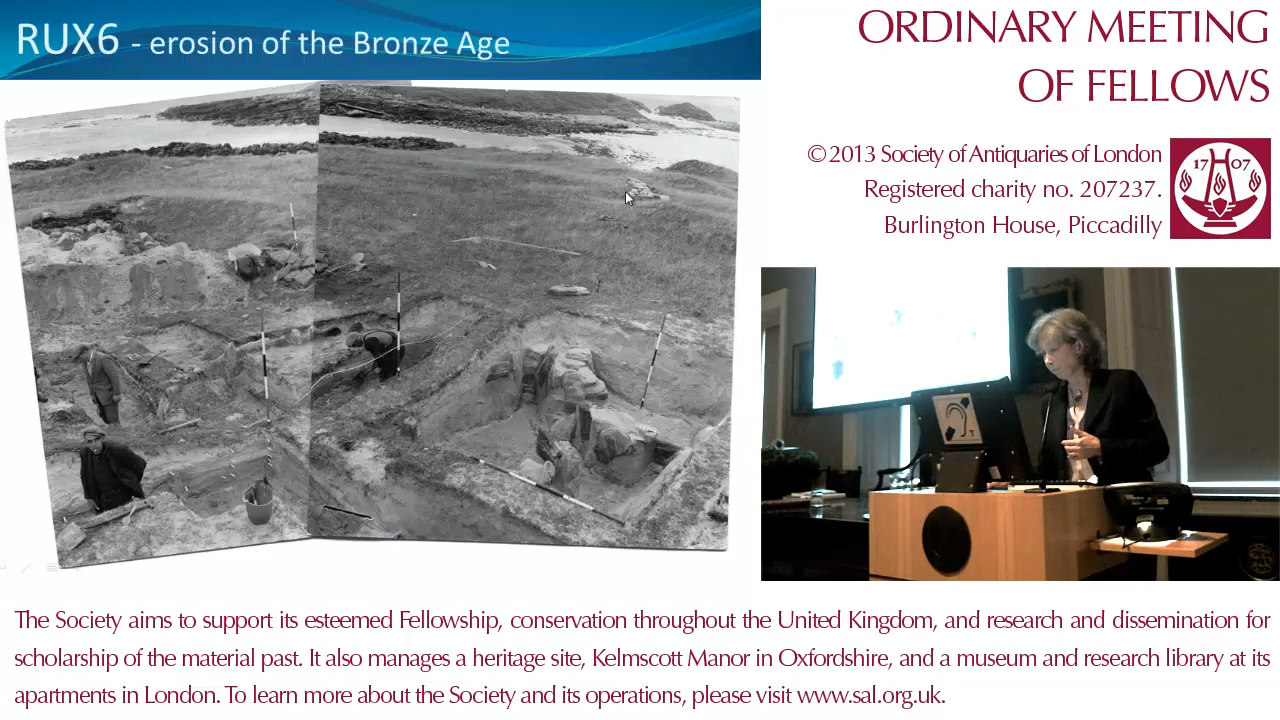 RUX6 - erosion of the Bronze Age
ORDINARY MEETING
OF FELLOWS
©2013 Society of Antiquaries of London
Registered charity no. 207237.
Burlington House, Piccadilly
17 07
T
The Society aims to support its esteemed Fellowship, conservation throughout the United Kingdom, and research and dissemination for
scholarship of the material past. It also manages a heritage site, Kelmscott Manor in Oxfordshire, and a museum and research library at its
apartments in London. To learn more about the Society and its operations, please visit www.sal.org.uk.